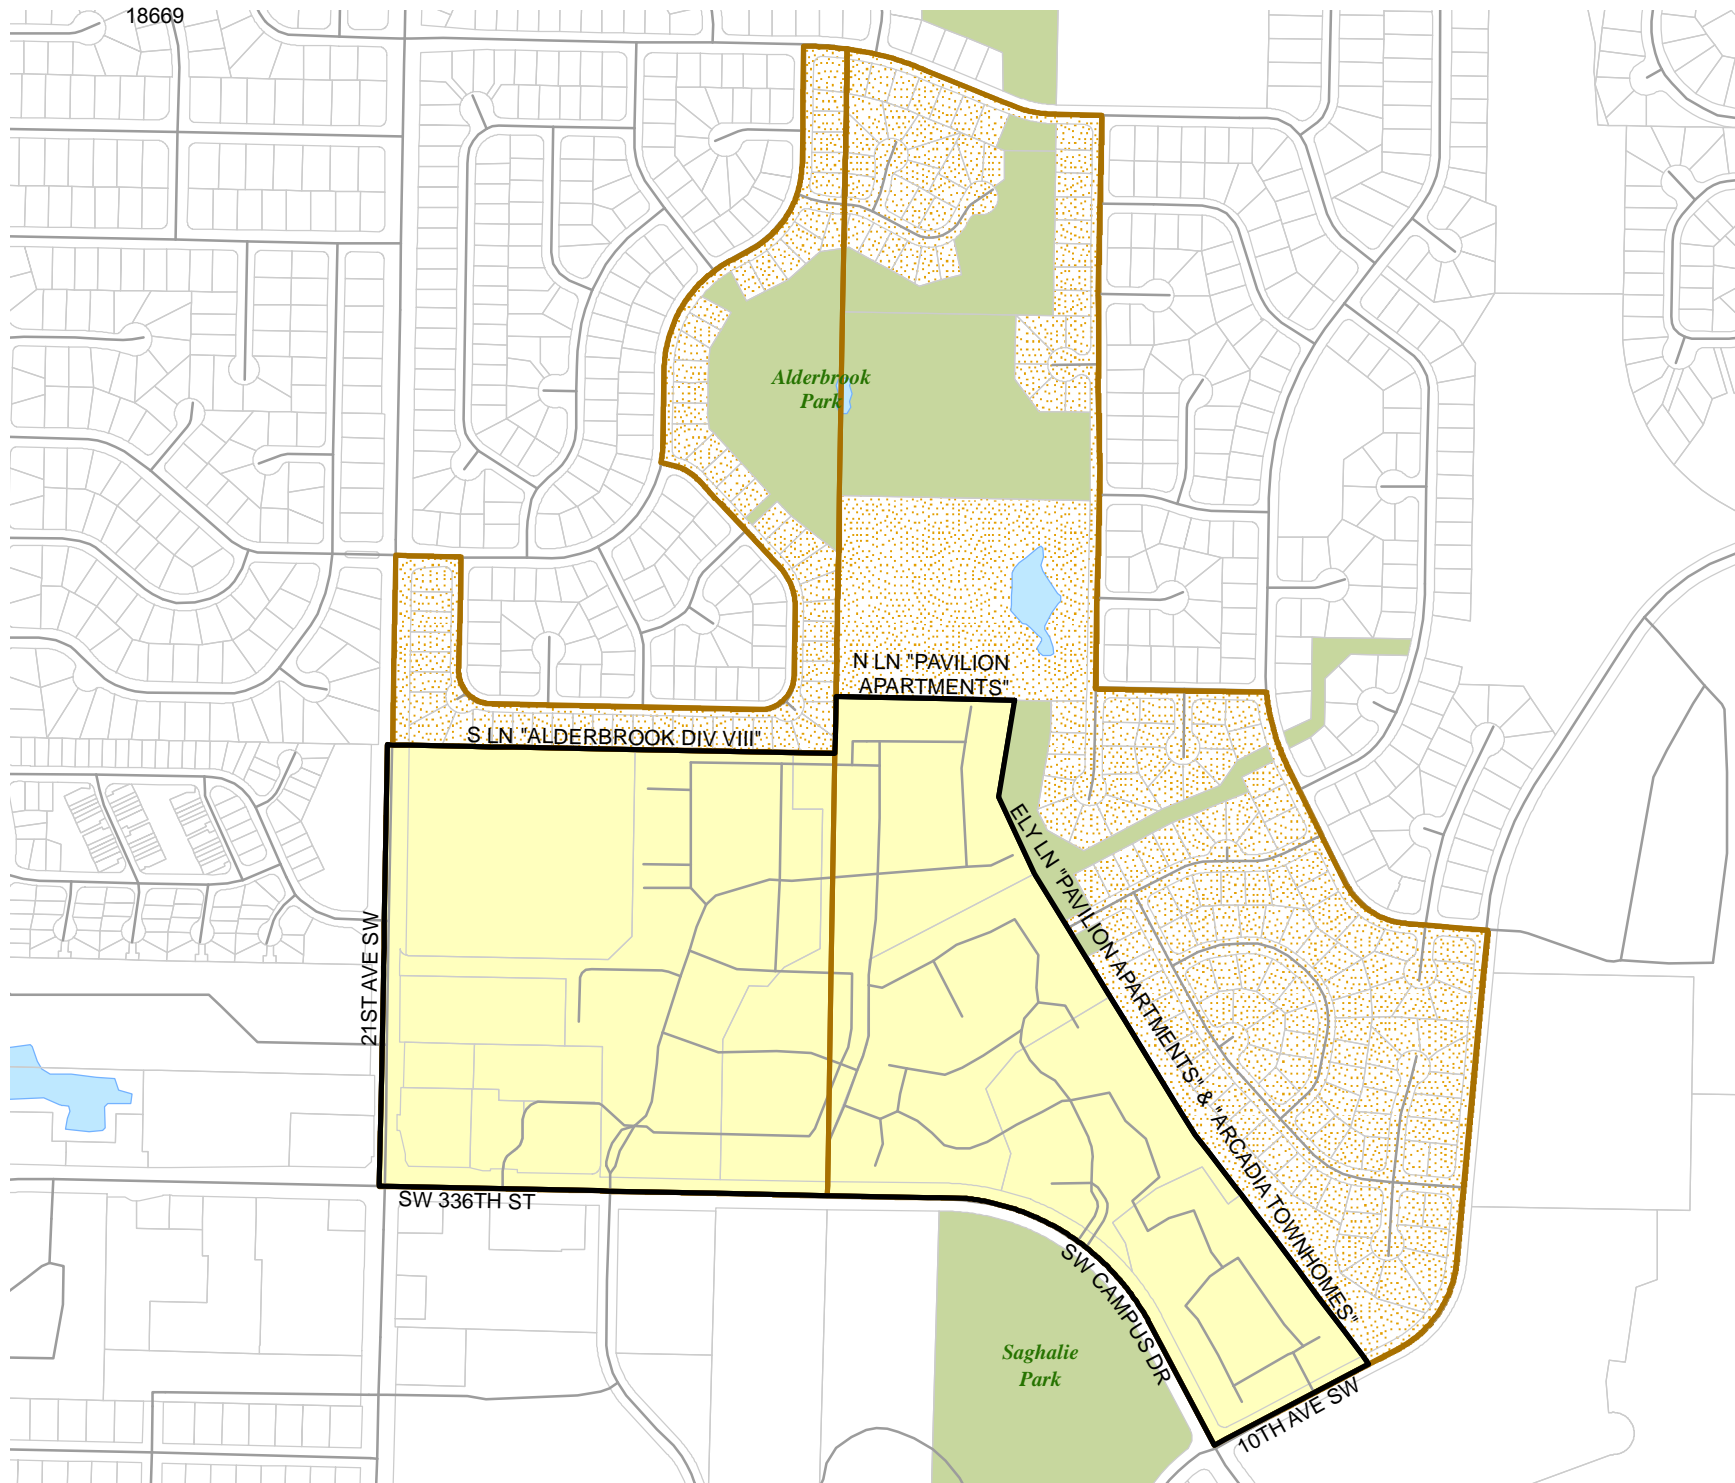 18669
Alderbrook
Park
N LN "PAVILION
APARTMENTS"
S LN "ALDERBROOK DIV VIII"
ELY LN "PAVILION APARTMENTS" & "ARCADIA TOWNHOMES"
21ST AVE SW
SW 336TH ST
SW CAMPUS DR
Saghalie
Park
10TH AVE SW